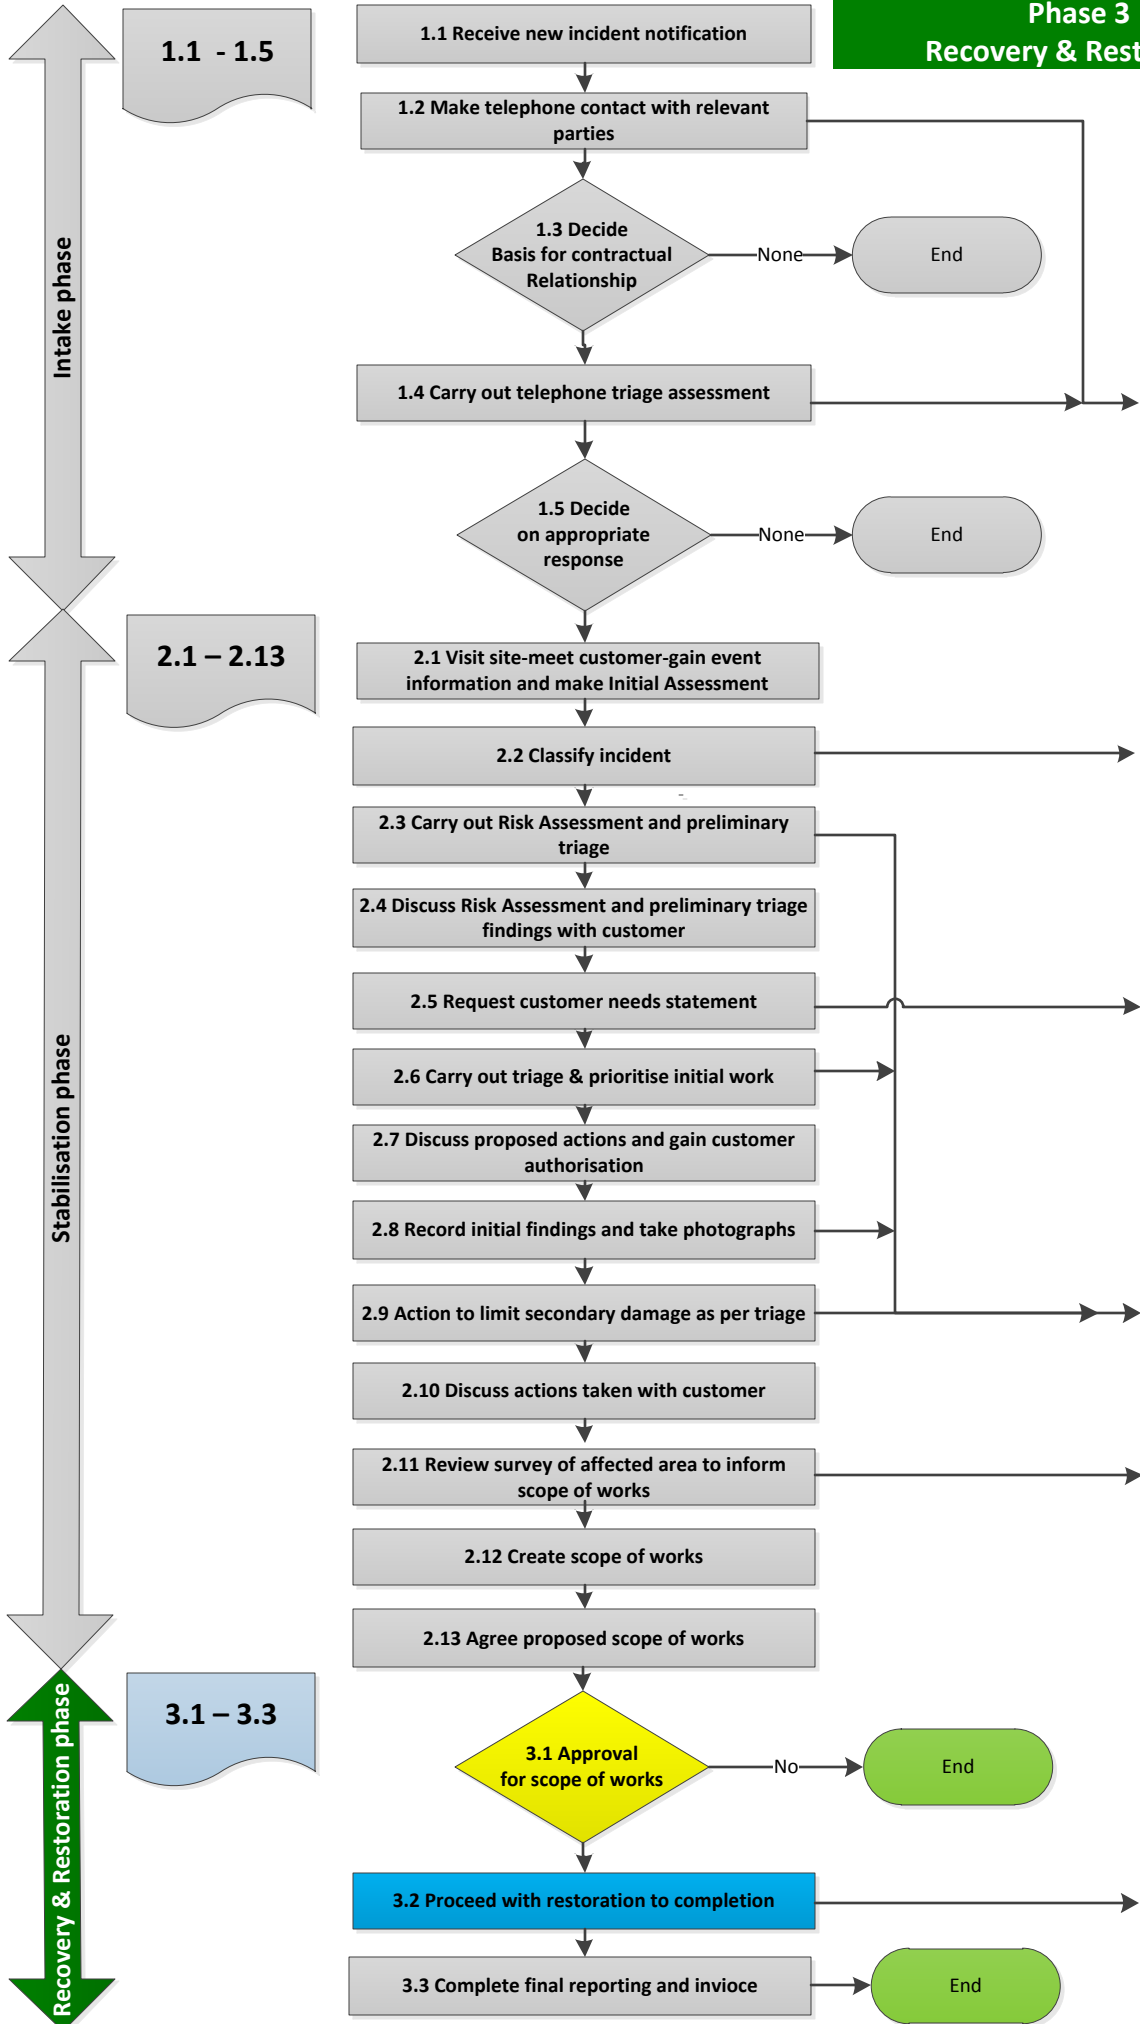 Phase 3
Recovery & Rest
1.1 - 1.5
1.1 Receive new incident notification
1.2 Make telephone contact with relevant
parties
1.3 Decide
Basis for contractual
Relationship
None
End
Intake phase
1.4 Carry out telephone triage assessment
1.5 Decide
on appropriate
response
None
End
2.1 – 2.13
2.1 Visit site-meet customer-gain event
information and make Initial Assessment
2.2 Classify incident
2.3 Carry out Risk Assessment and preliminary
triage
2.4 Discuss Risk Assessment and preliminary triage
findings with customer
2.5 Request customer needs statement
2.6 Carry out triage & prioritise initial work
Stabilisation phase
2.7 Discuss proposed actions and gain customer
authorisation
2.8 Record initial findings and take photographs
2.9 Action to limit secondary damage as per triage
2.10 Discuss actions taken with customer
2.11 Review survey of affected area to inform
scope of works
2.12 Create scope of works
2.13 Agree proposed scope of works
3.1 – 3.3
3.1 Approval
for scope of works
No
End
Recovery & Restoration phase
3.2 Proceed with restoration to completion
3.3 Complete final reporting and invioce
End